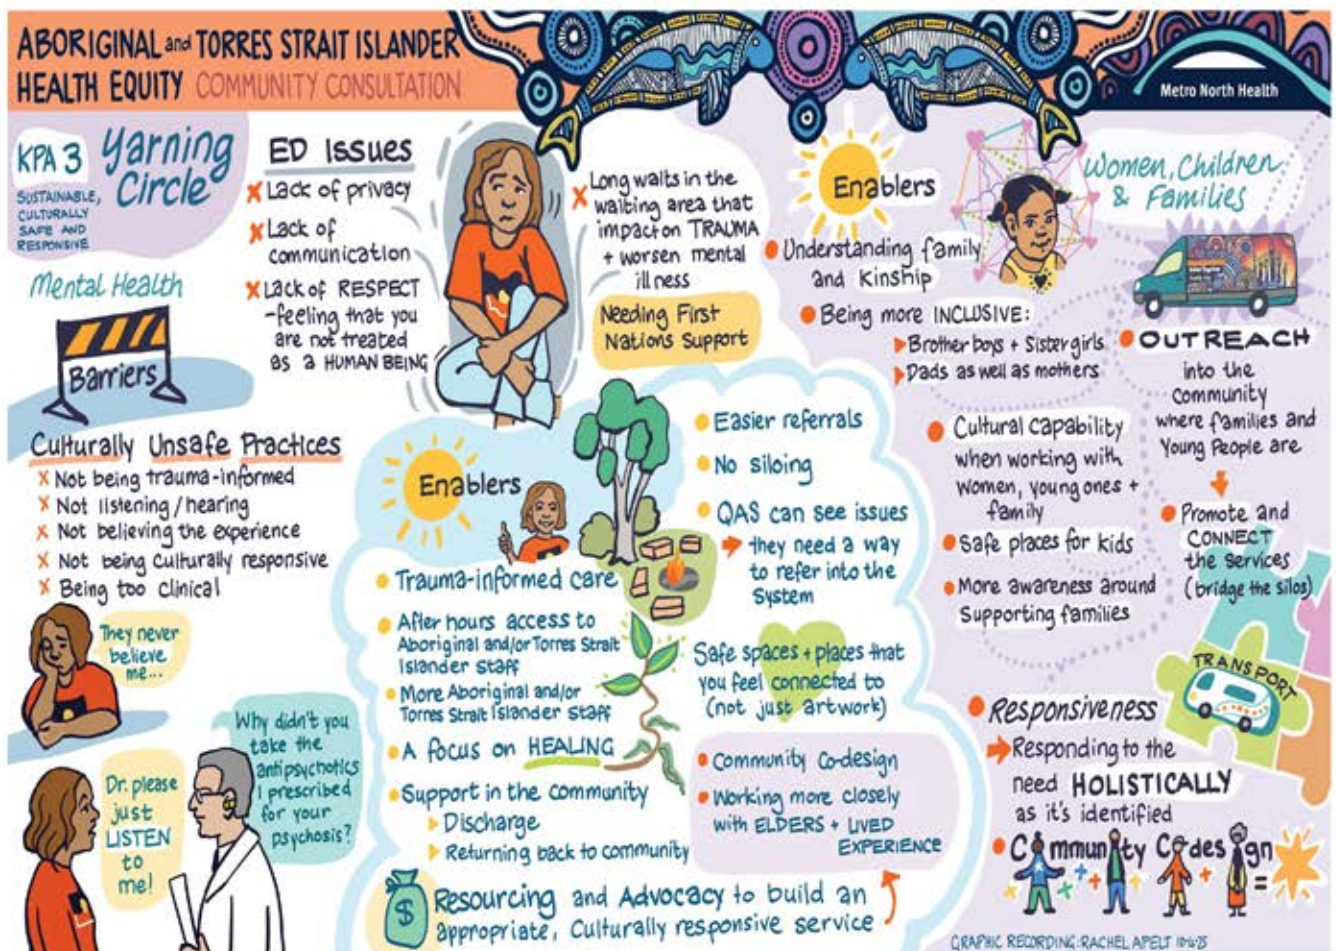 ABORIGINAL and TORRES STRAIT ISLANDER
HEALTH EQUITY COMMUNITY CONSULTATION
Metro North Health
KPA 3
SUSTAINABLE,
CULTURALLY
SAFE AND
RESPONSIVE
Yarning
Circle
Mental Health
Barriers
ED Issues
X Lack of privacy
X Lack of
communication
X Lack of RESPECT
-feeling that you
are not treated
as a HUMAN BEING
X Long waits in the
waiting area that
impact on TRAUMA
+ worsen mental
illness
Needing First
Nations Support
Culturally Unsafe Practices
X Not being trauma-informed
X Not listening / hearing
X Not believing the experience
X Not being Culturally responsive
X Being too Clinical
They never
believe
me...
Dr. please
just
LISTEN
to
me!
Why didn't you
take the
antipsychotics
I prescribed
for your
psychosis?
Enablers
Trauma-informed care
After hours access to
Aboriginal and/or Torres Strait
Islander staff
More Aboriginal and/or
Torres Strait Islander Staff
A focus on HEALING
Support in the community
Discharge
Returning back to community
Easier referrals
No siloing
QAS can see issues
they need a way
to refer into the
System
Safe spaces + places that
you feel connected to
(not just artwork)
Community Co-design
Working more closely
with ELDERS + LIVED
EXPERIENCE
$ Resourcing and Advocacy to build an
appropriate, Culturally responsive service
Enablers
Women, Children
& Families
Understanding family
and Kinship
Being more INCLUSIVE:
Brother boys + Sister girls
Dads as well as mothers
Cultural Capability
when working with
Women, young ones +
family
Safe places for kids
More awareness around
Supporting families
OUTREACH
into the
Community
where families and
Young People are
Promote and
CONNECT
the services
(bridge the silos)
TRANSPORT
Responsiveness
Responding to the
need HOLISTICALLY
as it's identified
Community Codesign
+ + + =
GRAPHIC RECORDING: RACHEL APELT